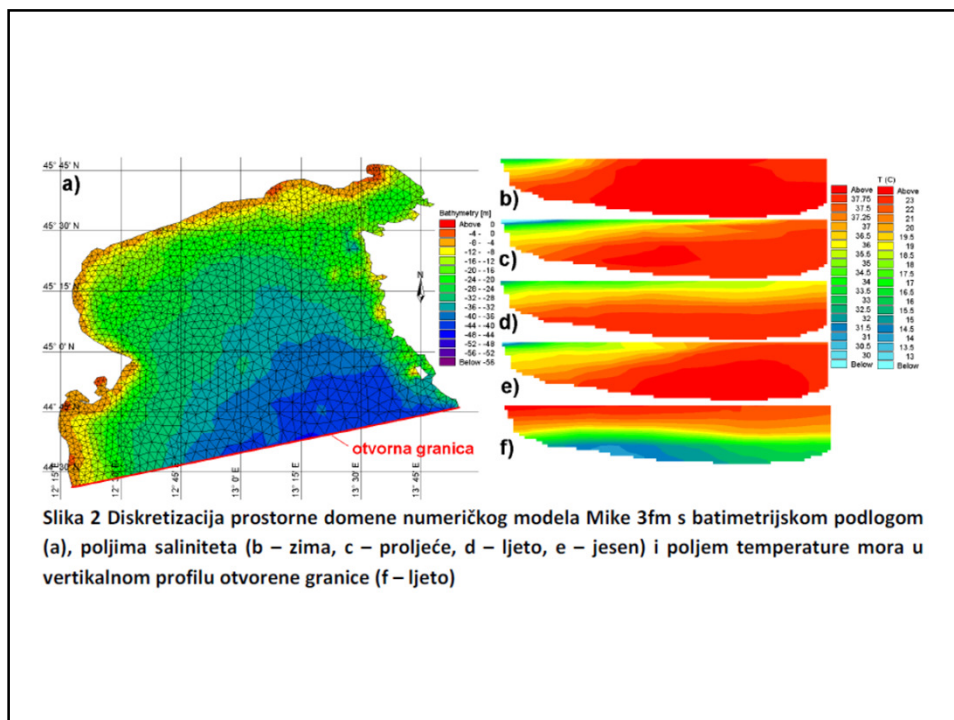 a)
45° 45' N
45° 30' N
45° 15' N
45° 0' N
44° 30' N
12° 15' E
12° 45' E
13° 0' E
13° 15' E
13° 30' E
13° 45' E
N
otvorna granica
Bathymetry [m]
Above 0
-4 - 0
-8 - -4
-12 - -8
-16 - -12
-20 - -16
-24 - -20
-28 - -24
-32 - -28
-36 - -32
-40 - -36
-44 - -40
-48 - -44
-52 - -48
-56 - -52
Below -56
b)
c)
d)
e)
f)
Above
37.75
37.5
37.25
37
36.5
36
35.5
35
34.5
34
33.5
33
32.5
32
31.5
31
30.5
30
Below
T (C)
Above
23
22
21
20
19.5
19
18.5
18
17.5
17
16.5
16
15.5
15
14.5
14
13.5
13
Below
Slika 2 Diskretizacija prostorne domene numeričkog modela Mike 3fm s batimetrijskom podlogom
(a), poljima saliniteta (b – zima, c – proljeće, d – ljeto, e – jesen) i poljem temperature mora u
vertikalnom profilu otvorene granice (f – ljeto)